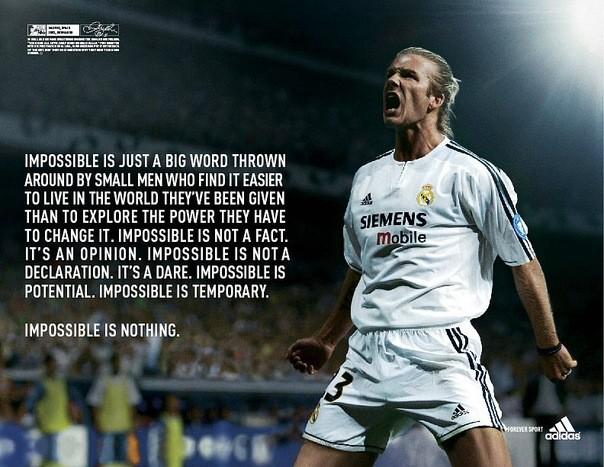 IMPOSSIBLE IS JUST A BIG WORD THROWN
AROUND BY SMALL MEN WHO FIND IT EASIER
TO LIVE IN THE WORLD THEY'VE BEEN GIVEN
THAN TO EXPLORE THE POWER THEY HAVE
TO CHANGE IT. IMPOSSIBLE IS NOT A FACT.
IT'S AN OPINION. IMPOSSIBLE IS NOT A
DECLARATION. IT'S A DARE. IMPOSSIBLE IS
POTENTIAL. IMPOSSIBLE IS TEMPORARY.
IMPOSSIBLE IS NOTHING.
SIEMENS
mobile
3
FOREVER SPORT
adidas